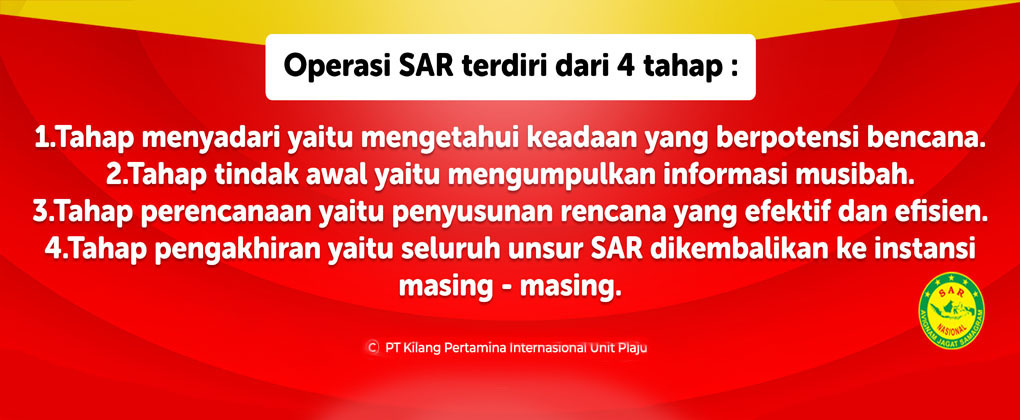 Operasi SAR terdiri dari 4 tahap :
1.Tahap menyadari yaitu mengetahui keadaan yang berpotensi bencana.
2.Tahap tindak awal yaitu mengumpulkan informasi musibah.
3.Tahap perencanaan yaitu penyusunan rencana yang efektif dan efisien.
4.Tahap pengakhiran yaitu seluruh unsur SAR dikembalikan ke instansi
masing - masing.
SAR
NASIONAL
AVIGNAM JAGAT SAMAGRAM
© PT Kilang Pertamina Internasional Unit Plaju